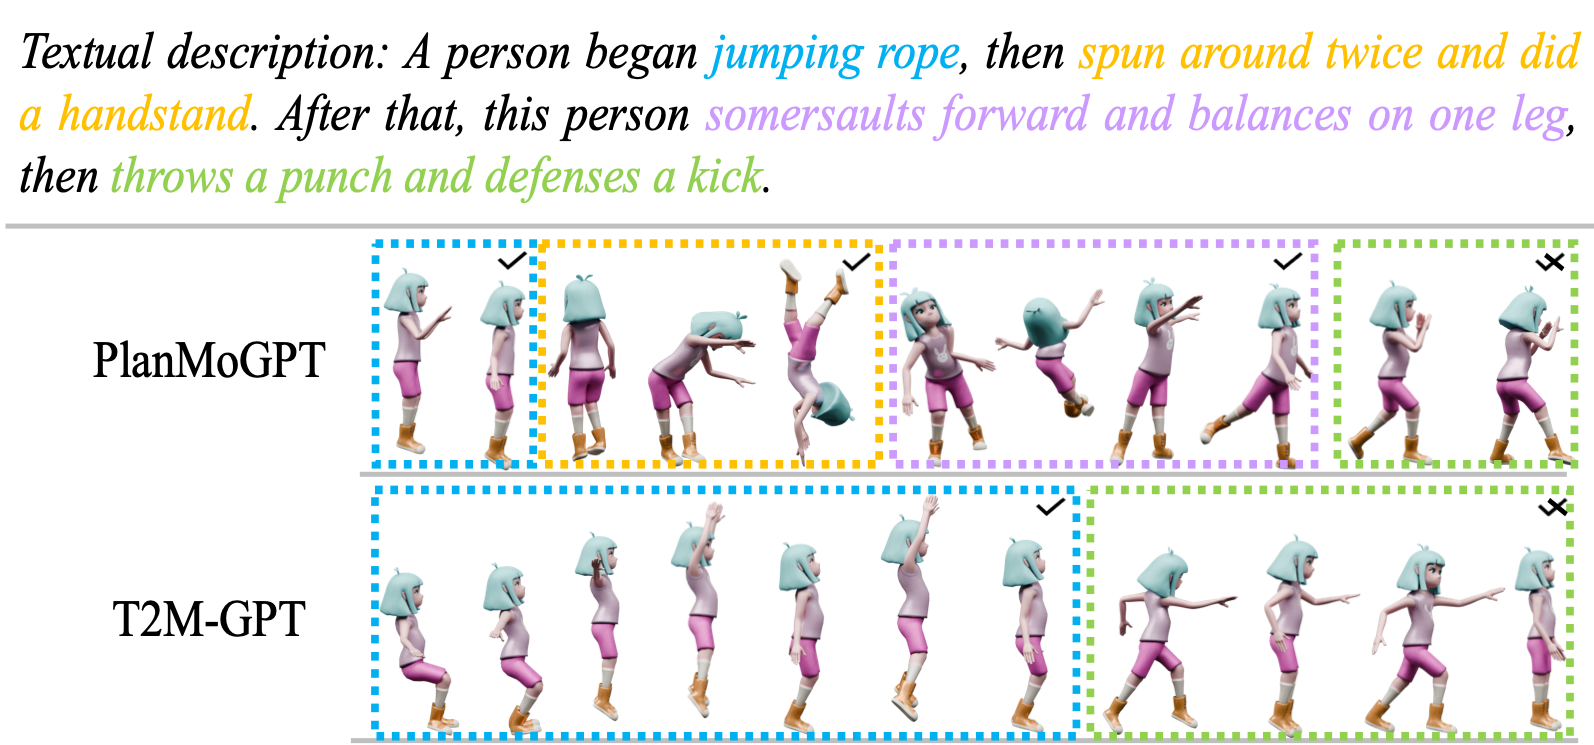 Textual description: A person began jumping rope, then spun around twice and did
a handstand. After that, this person somersaults forward and balances on one leg,
then throws a punch and defenses a kick.
PlanMoGPT
T2M-GPT